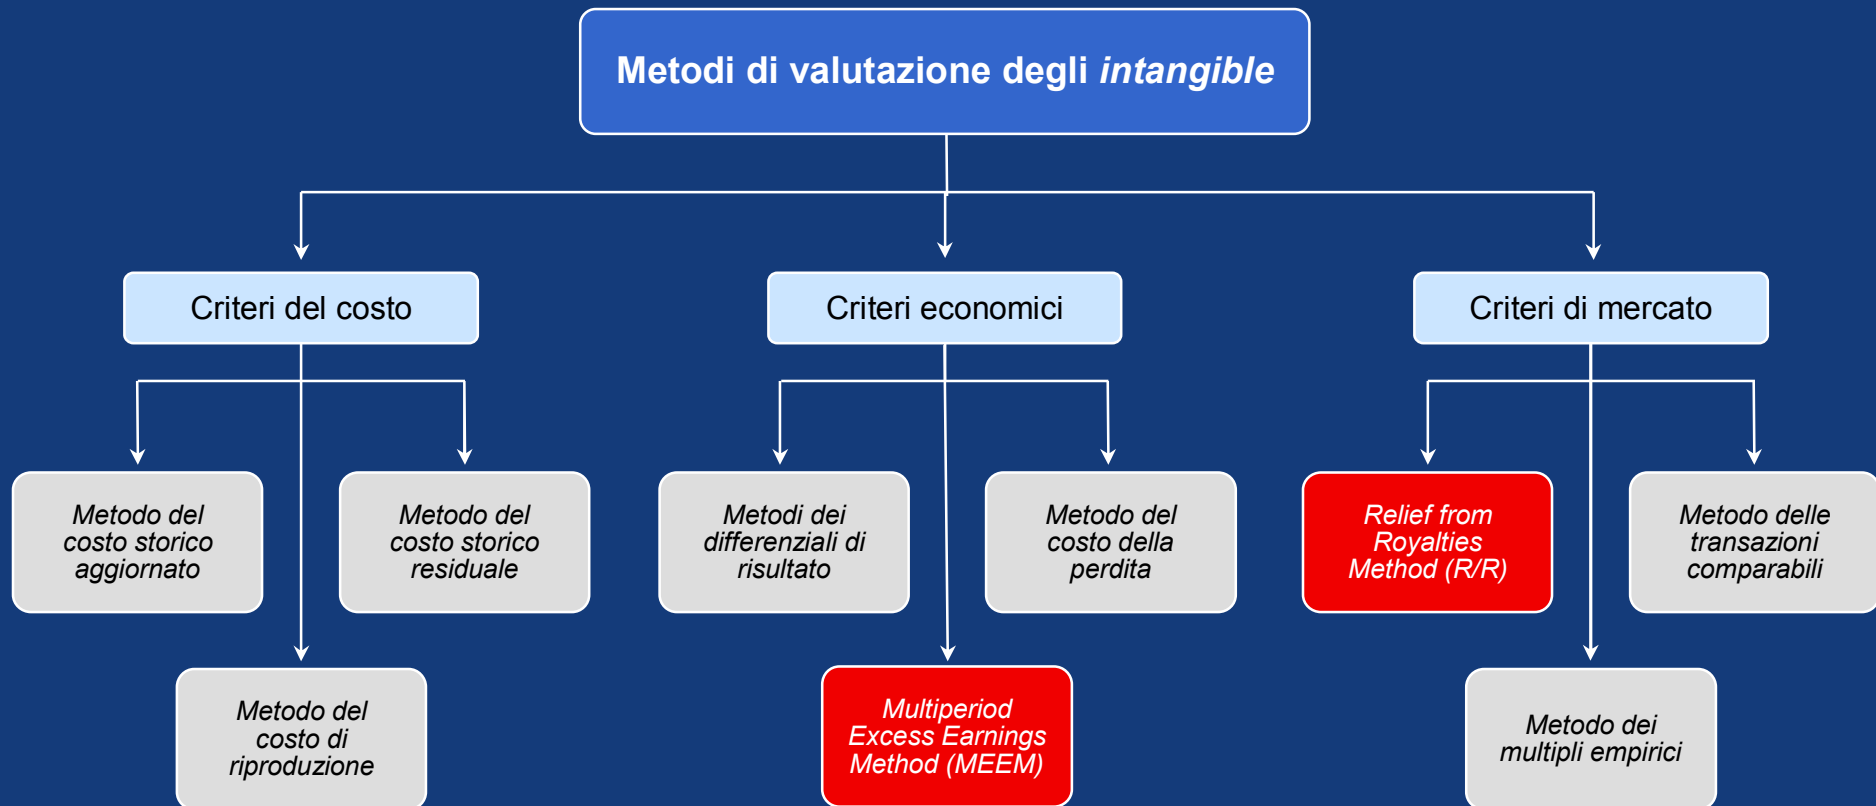 Metodi di valutazione degli intangible
Criteri del costo
Criteri economici
Criteri di mercato
Metodo del
costo storico
aggiornato
Metodo del
costo storico
residuale
Metodi dei
differenziali di
risultato
Metodo del
costo della
perdita
Relief from
Royalties
Method (R/R)
Metodo delle
transazioni
comparabili
Metodo del
costo di
riproduzione
Multiperiod
Excess Earnings
Method (MEEM)
Metodo dei
multipli empirici